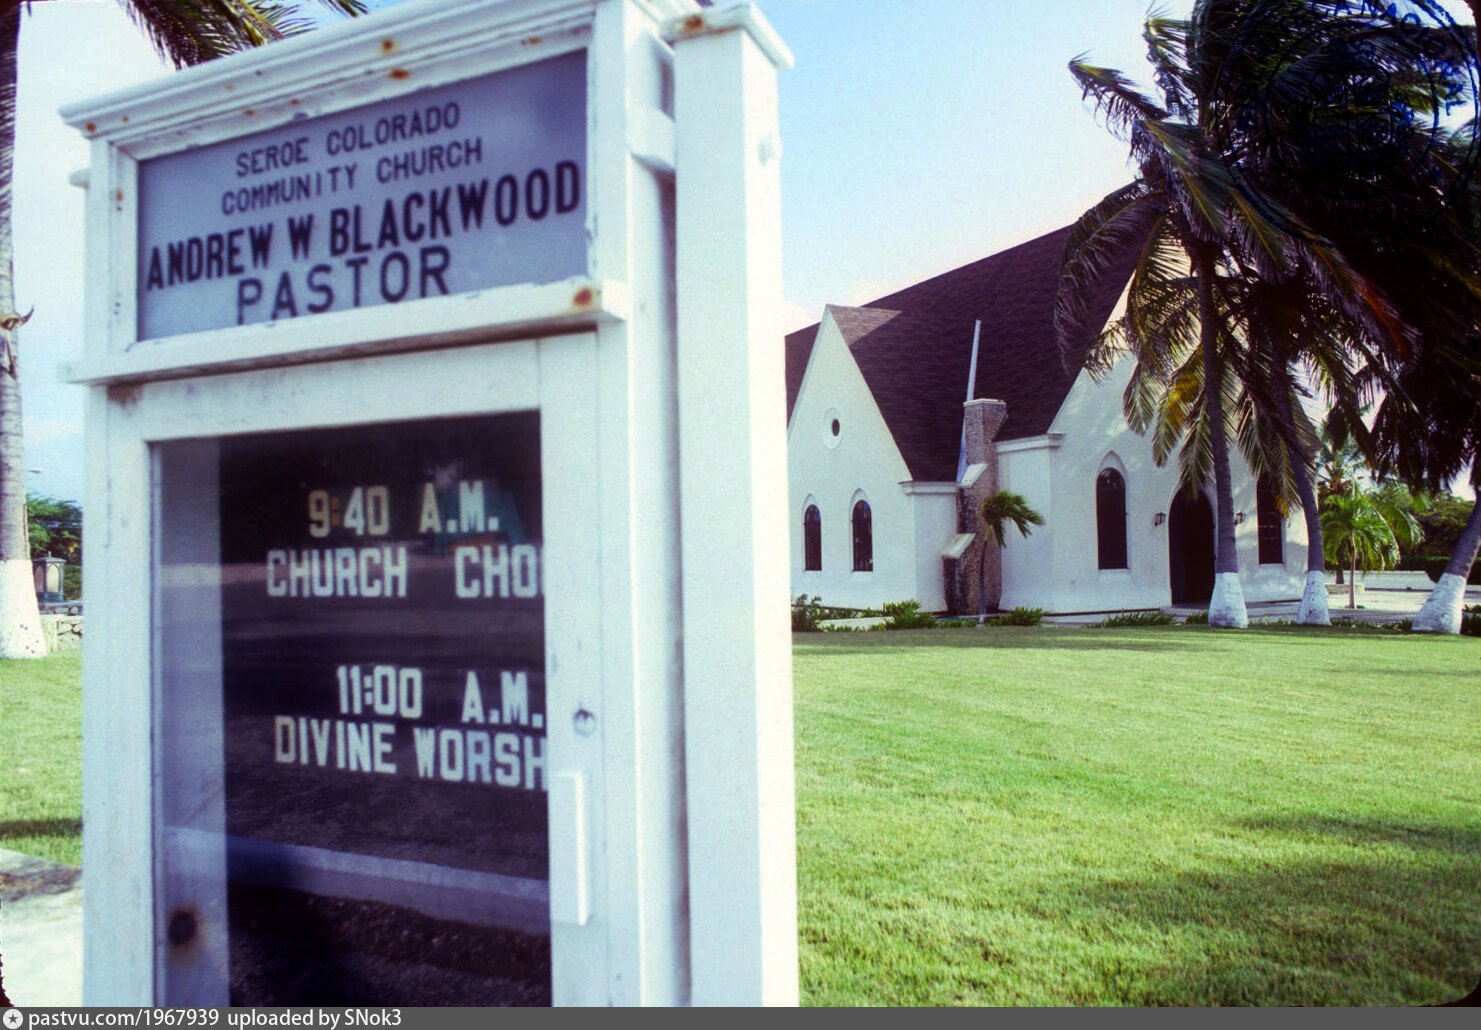 SEROE COLORADO
COMMUNITY CHURCH
ANDREW W BLACKWOOD
PASTOR
9:40 A.M.
CHURCH CHO
11:00 A.M.
DIVINE WORSH
pastvu.com/1967939 uploaded by SNok3